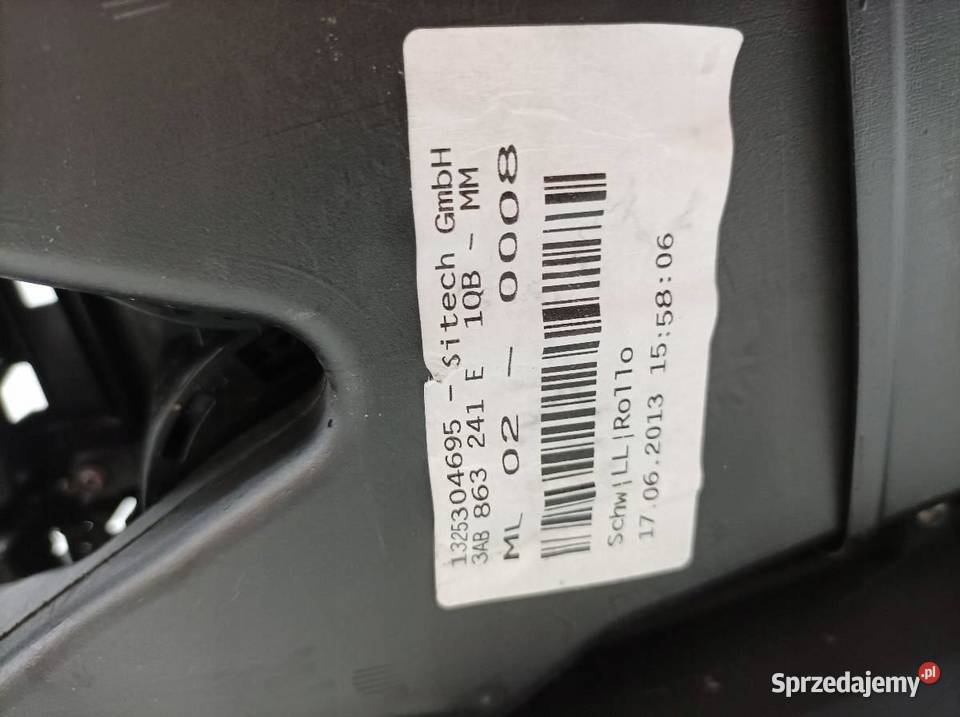 1325304695 - Sitech GmbH
3AB 863 241 E 1QB - MM
ML 02 - 0008
Schw|LL|Rollo
17.06.2013 15:58:06
Sprzedajemy.pl